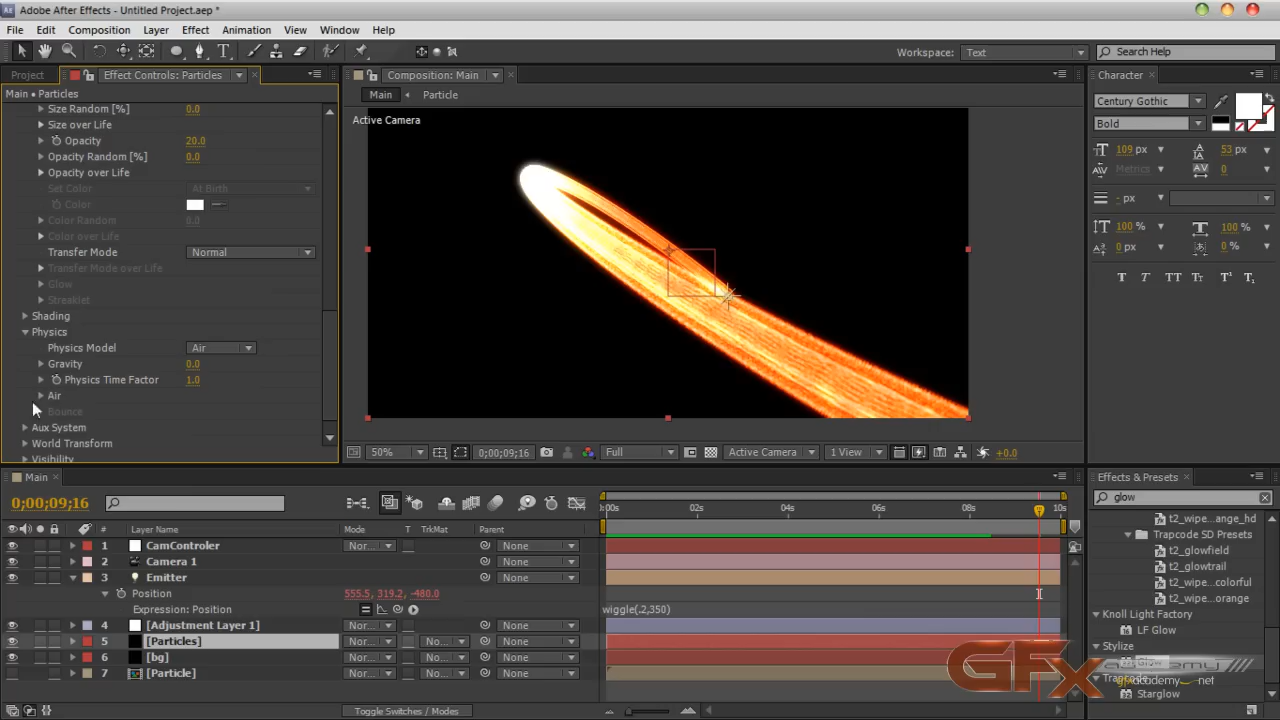 Adobe After Effects - Untitled Project.aep *
File Edit Composition Layer Effect Animation View Window Help
Workspace: Text Search Help
Project Effect Controls: Particles Composition: Main Character
Main • Particles
Main Particle
Active Camera
Century Gothic
Bold
109 px 53 px
Metrics 0
- px
100% 100%
0 px 0 %
T T TT Tt T¹ T₁
Size Random [%] 0.0
Size over Life
Opacity 20.0
Opacity Random [%] 0.0
Opacity over Life
Set Color At Birth
Color
Color Random 0.0
Color over Life
Transfer Mode Normal
Transfer Mode over Life
Glow
Streaklet
Shading
Physics
Physics Model Air
Gravity 0.0
Physics Time Factor 1.0
Air
Bounce
Aux System
World Transform
Visibility
50% 0;00;09;16 Full Active Camera 1 View +0.0
Main Effects & Presets
0;00;09;16 :00s 02s 04s 06s 08s 10s
glow
# Layer Name Mode T TrkMat Parent
1 CamControler Nor... None
2 Camera 1 None
3 Emitter None
Position 555.5, 319.2, -480.0
Expression: Position wiggle(.2,350)
4 [Adjustment Layer 1] Nor... None
5 [Particles] Nor... No... None
6 [bg] Nor... No... None
7 [Particle] Nor... No... None
Toggle Switches / Modes
t2_wipe...ange_hd
Trapcode SD Presets
t2_glowfield
t2_glowtrail
t2_wipe...colorful
t2_wipe...orange
Knoll Light Factory
LF Glow
Stylize
Trapcode
Starglow
GFX
ACADEMY
gfxacademy.net